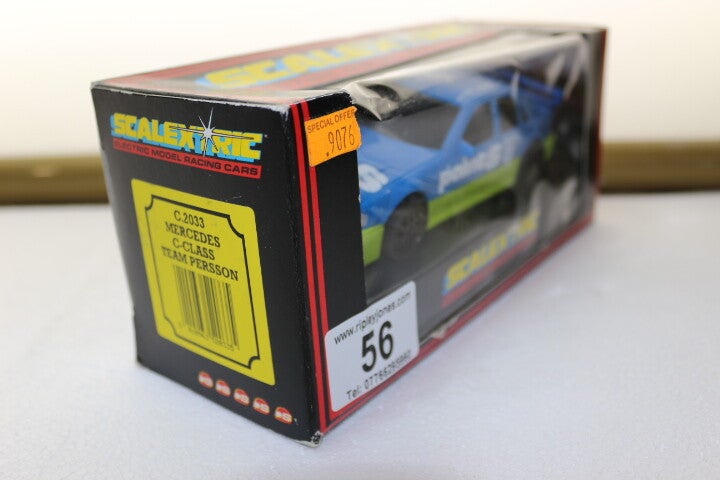 SCALEXTRIC
SCALEXTRIC
ELECTRIC MODEL RACING CARS
SPECIAL OFFER
.9076
C.2033
MERCEDES
C-CLASS
TEAM PERSSON
SCALEXTRIC
www.ripleyjones.com
56